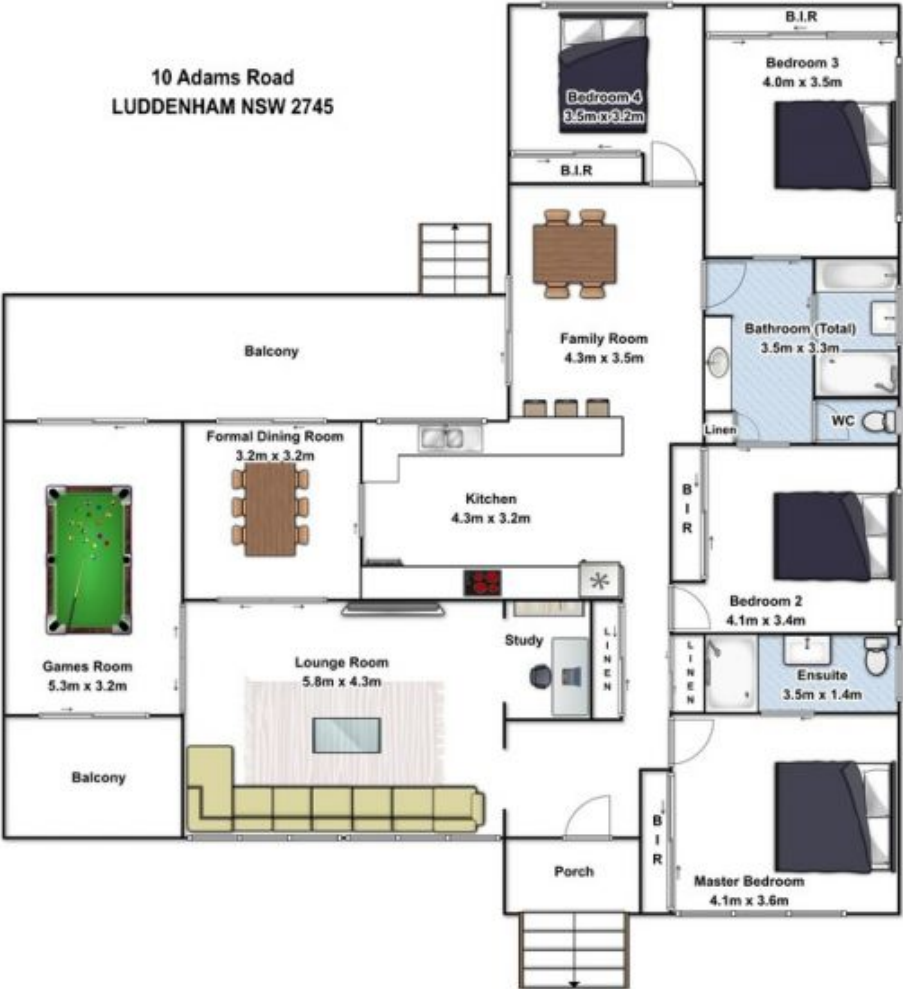 10 Adams Road
LUDDENHAM NSW 2745
B.I.R
Bedroom 3
4.0m x 3.5m
Bedroom 4
3.5m x 3.2m
B.I.R
Family Room
4.3m x 3.5m
Bathroom (Total)
3.5m x 3.3m
Balcony
WC
Linen
Formal Dining Room
3.2m x 3.2m
Kitchen
4.3m x 3.2m
B
I
R
Bedroom 2
4.1m x 3.4m
Games Room
5.3m x 3.2m
Lounge Room
5.8m x 4.3m
Study
L
I
N
E
N
L
I
N
E
N
Ensuite
3.5m x 1.4m
Balcony
B
I
R
Porch
Master Bedroom
4.1m x 3.6m